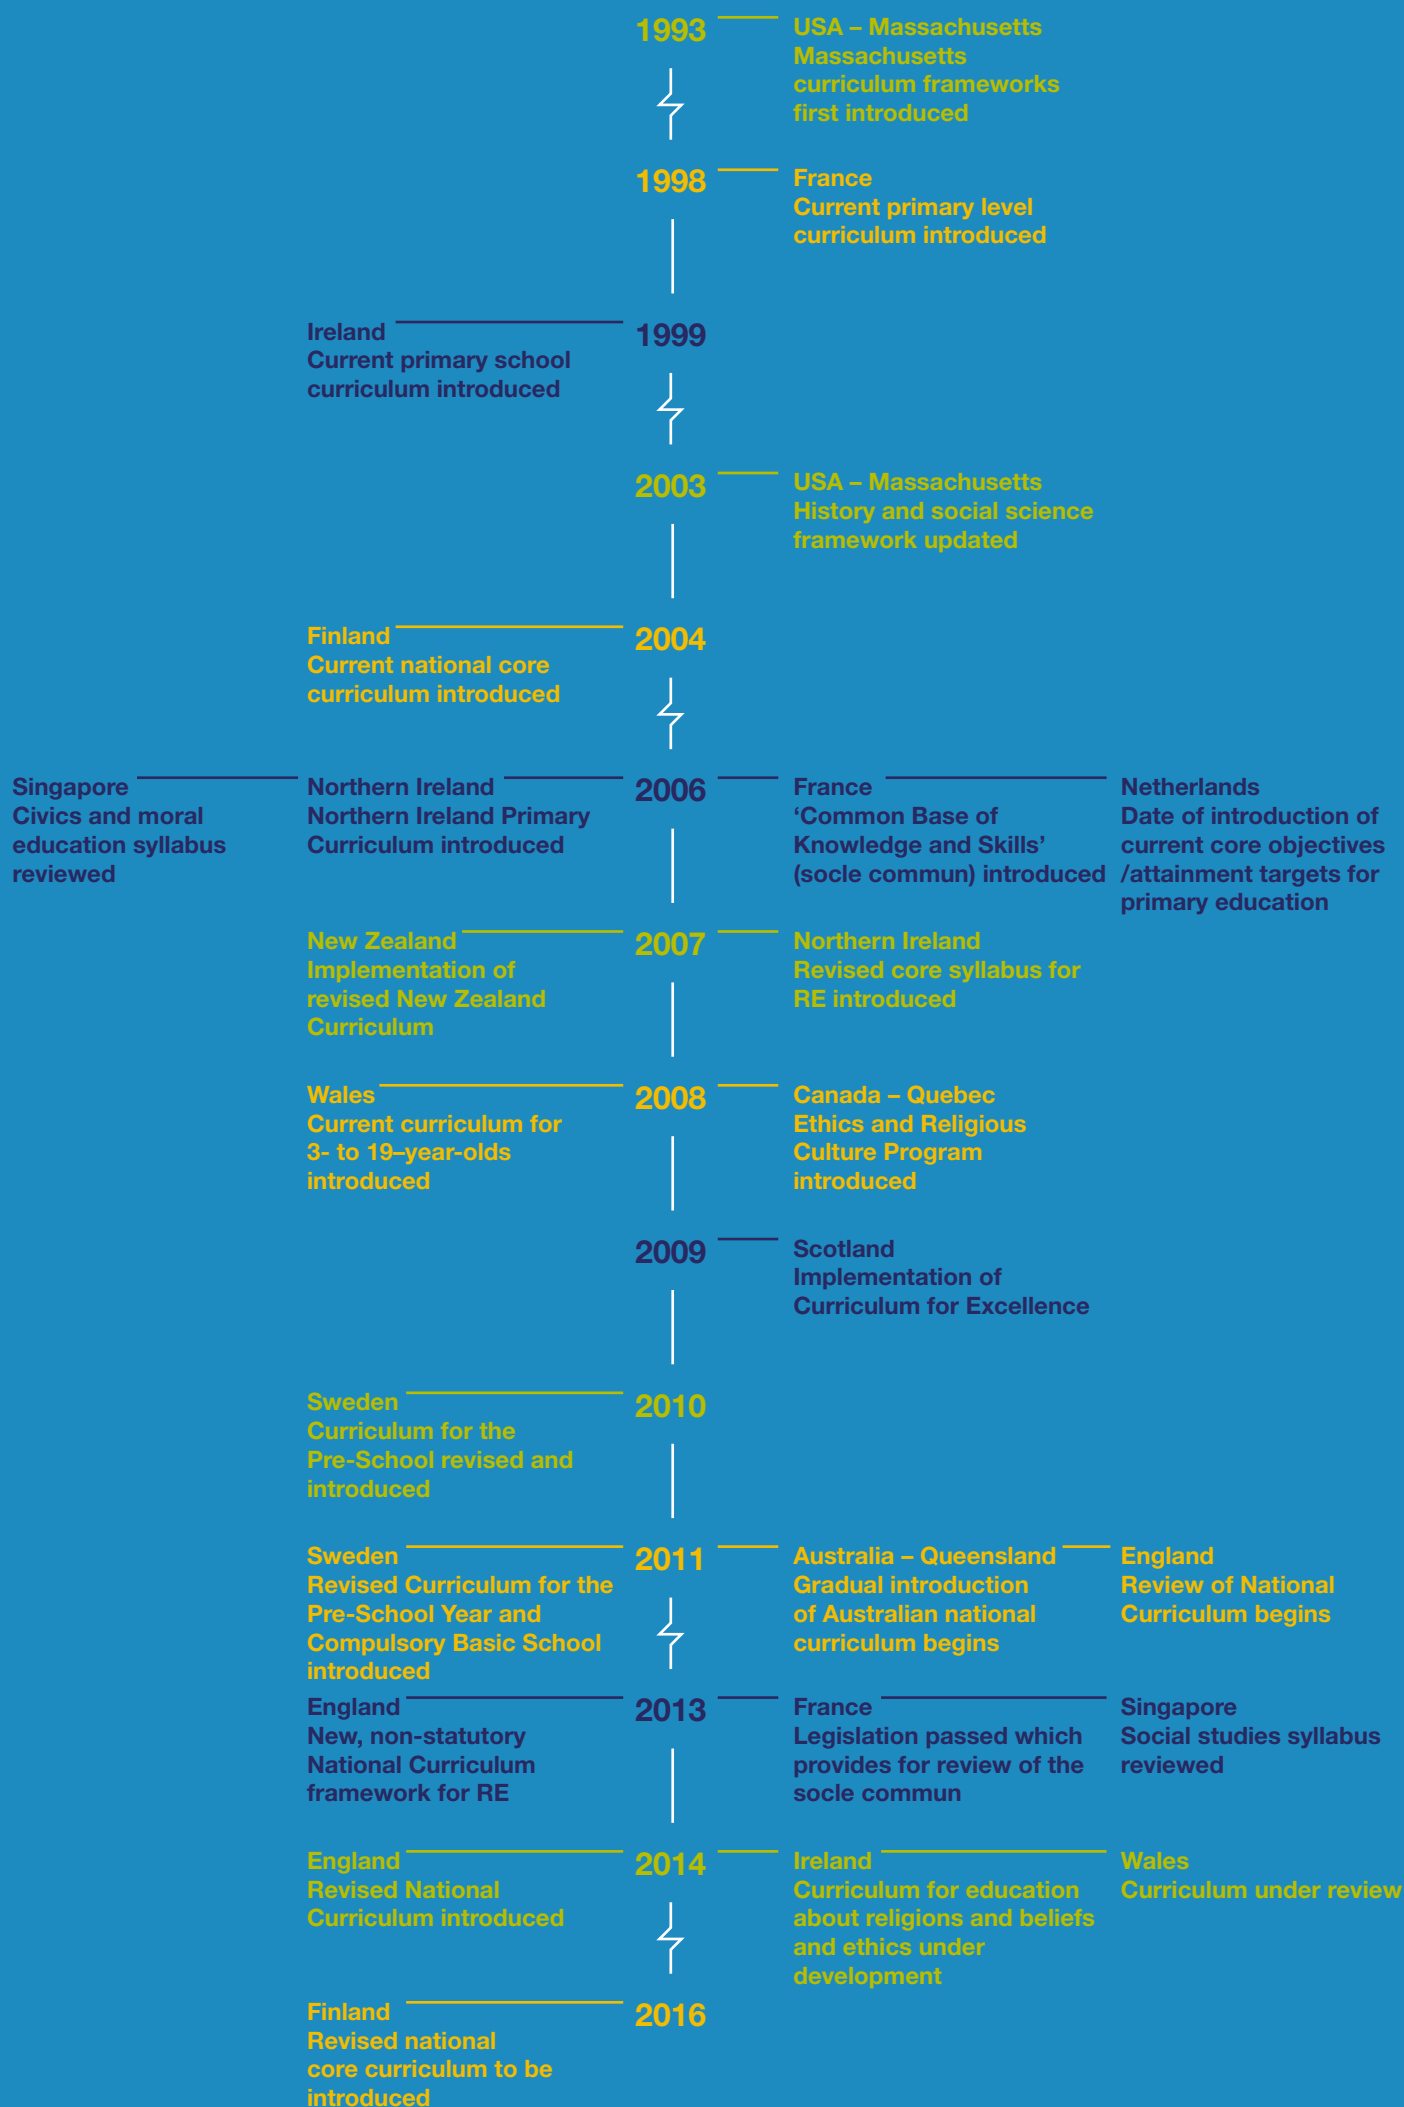 1993
USA – Massachusetts
Massachusetts
curriculum frameworks
first introduced
1998
France
Current primary level
curriculum introduced
Ireland
Current primary school
curriculum introduced
1999
2003
USA – Massachusetts
History and social science
framework updated
Finland
Current national core
curriculum introduced
2004
Singapore
Civics and moral
education syllabus
reviewed
Northern Ireland
Northern Ireland Primary
Curriculum introduced
2006
France
‘Common Base of
Knowledge and Skills’
(socle commun) introduced
Netherlands
Date of introduction of
current core objectives
/attainment targets for
primary education
New Zealand
Implementation of
revised New Zealand
Curriculum
2007
Northern Ireland
Revised core syllabus for
RE introduced
Wales
Current curriculum for
3- to 19–year-olds
introduced
2008
Canada – Quebec
Ethics and Religious
Culture Program
introduced
2009
Scotland
Implementation of
Curriculum for Excellence
Sweden
Curriculum for the
Pre-School revised and
introduced
2010
Sweden
Revised Curriculum for the
Pre-School Year and
Compulsory Basic School
introduced
2011
Australia – Queensland
Gradual introduction
of Australian national
curriculum begins
England
Review of National
Curriculum begins
England
New, non-statutory
National Curriculum
framework for RE
2013
France
Legislation passed which
provides for review of the
socle commun
Singapore
Social studies syllabus
reviewed
England
Revised National
Curriculum introduced
2014
Ireland
Curriculum for education
about religions and beliefs
and ethics under
development
Wales
Curriculum under review
Finland
Revised national
core curriculum to be
introduced
2016